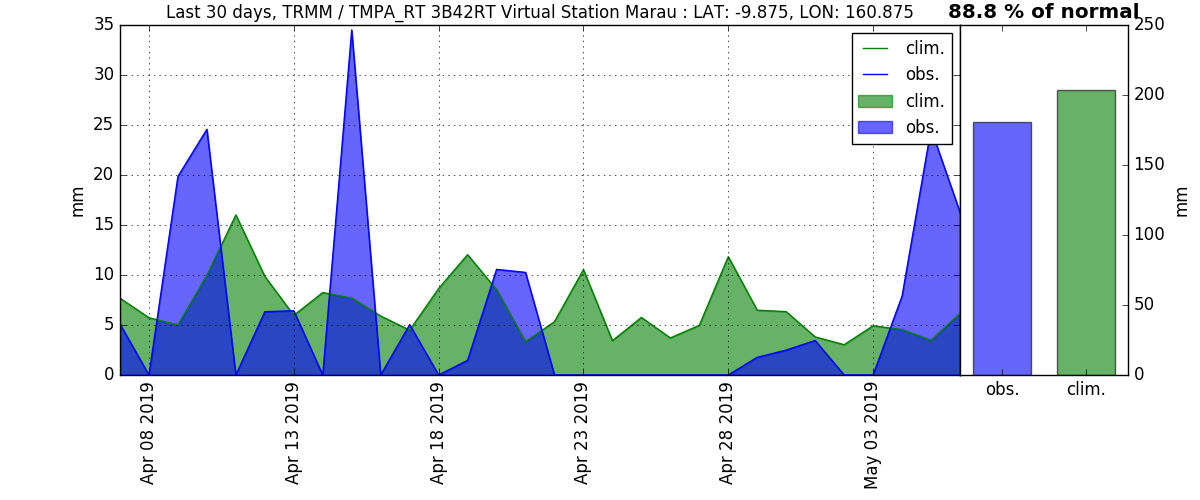 Last 30 days, TRMM / TMPA_RT 3B42RT Virtual Station Marau : LAT: -9.875, LON: 160.875
88.8 % of normal
35
30
25
20
15
10
5
0
mm
clim.
obs.
clim.
obs.
250
200
150
100
50
0
mm
obs.
clim.
Apr 08 2019
Apr 13 2019
Apr 18 2019
Apr 23 2019
Apr 28 2019
May 03 2019